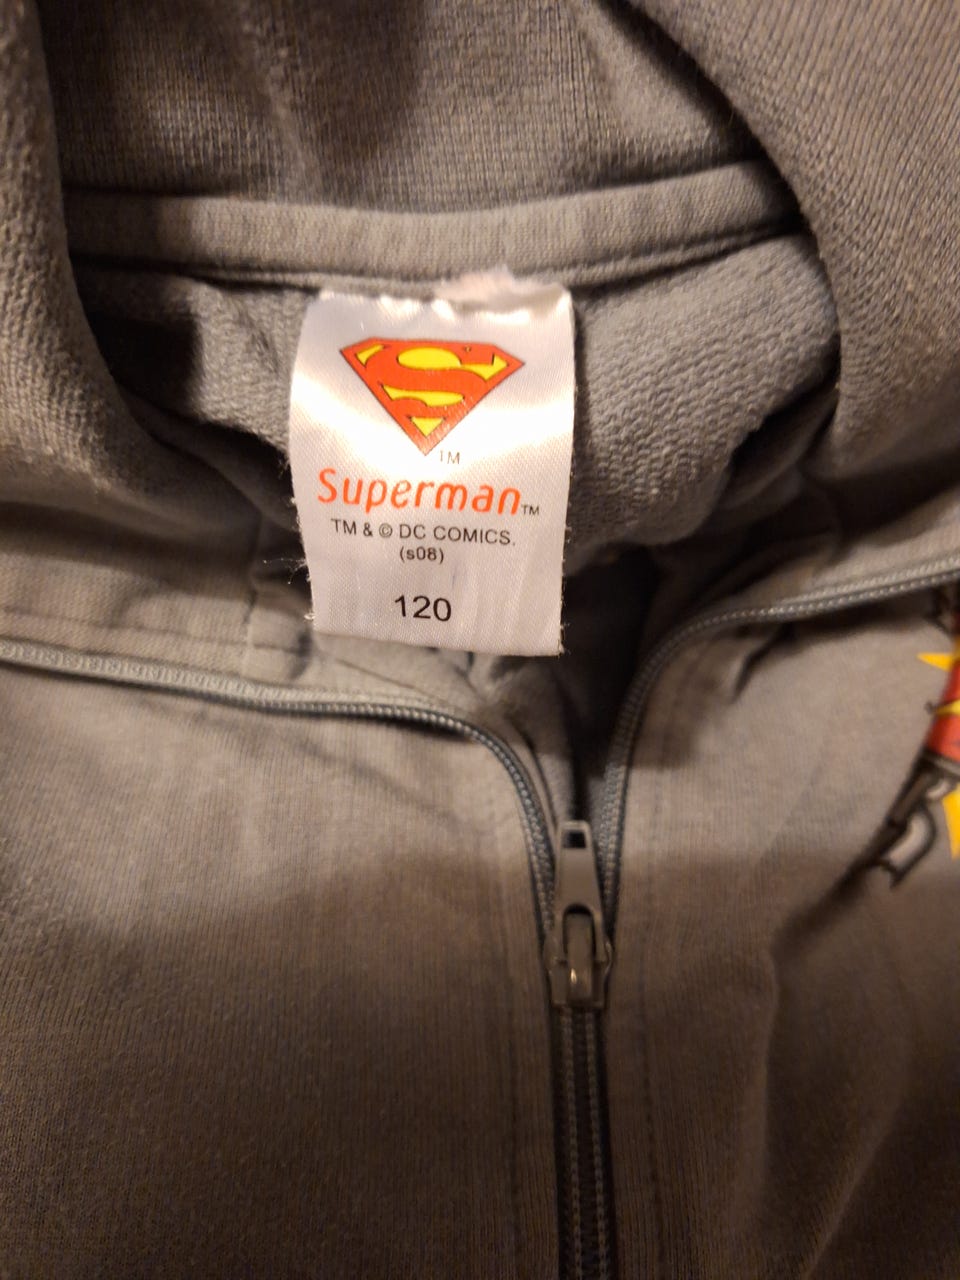 TM
Superman™
TM & © DC COMICS.
(s08)
120